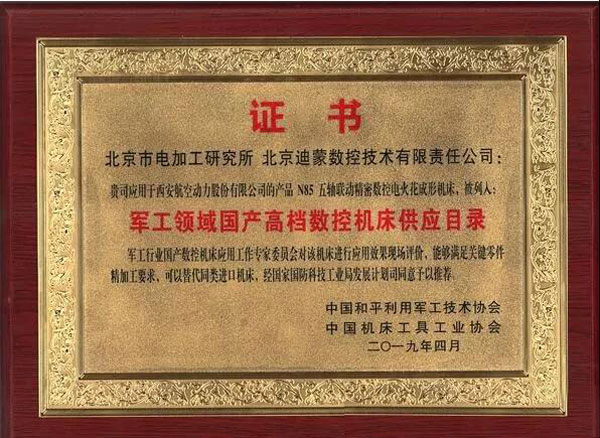 证书
北京市电加工研究所 北京迪蒙数控技术有限责任公司：
贵司应用于西安航空动力股份有限公司的产品 N85 五轴联动精密数控电火花成形机床，被列入：
军工领域国产高档数控机床供应目录
军工行业国产数控机床应用工作专家委员会对该机床进行应用效果现场评价，能够满足关键零件
精加工要求，可以替代同类进口机床，经国家国防科技工业局发展计划司同意予以推荐。
中国和平利用军工技术协会
中国机床工具工业协会
二〇一九年四月